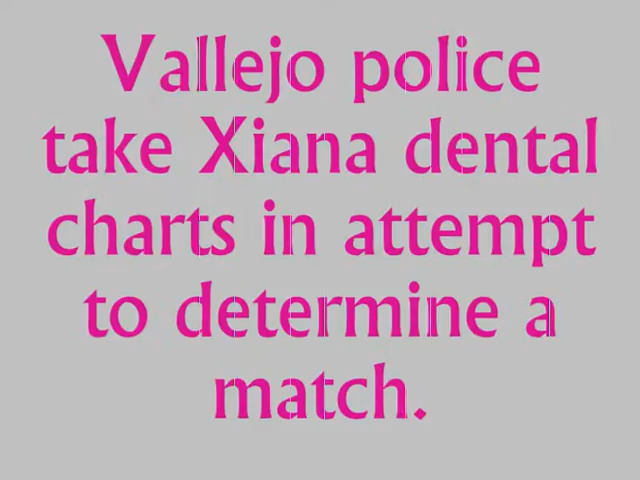 Vallejo police
take Xiana dental
charts in attempt
to determine a
match.